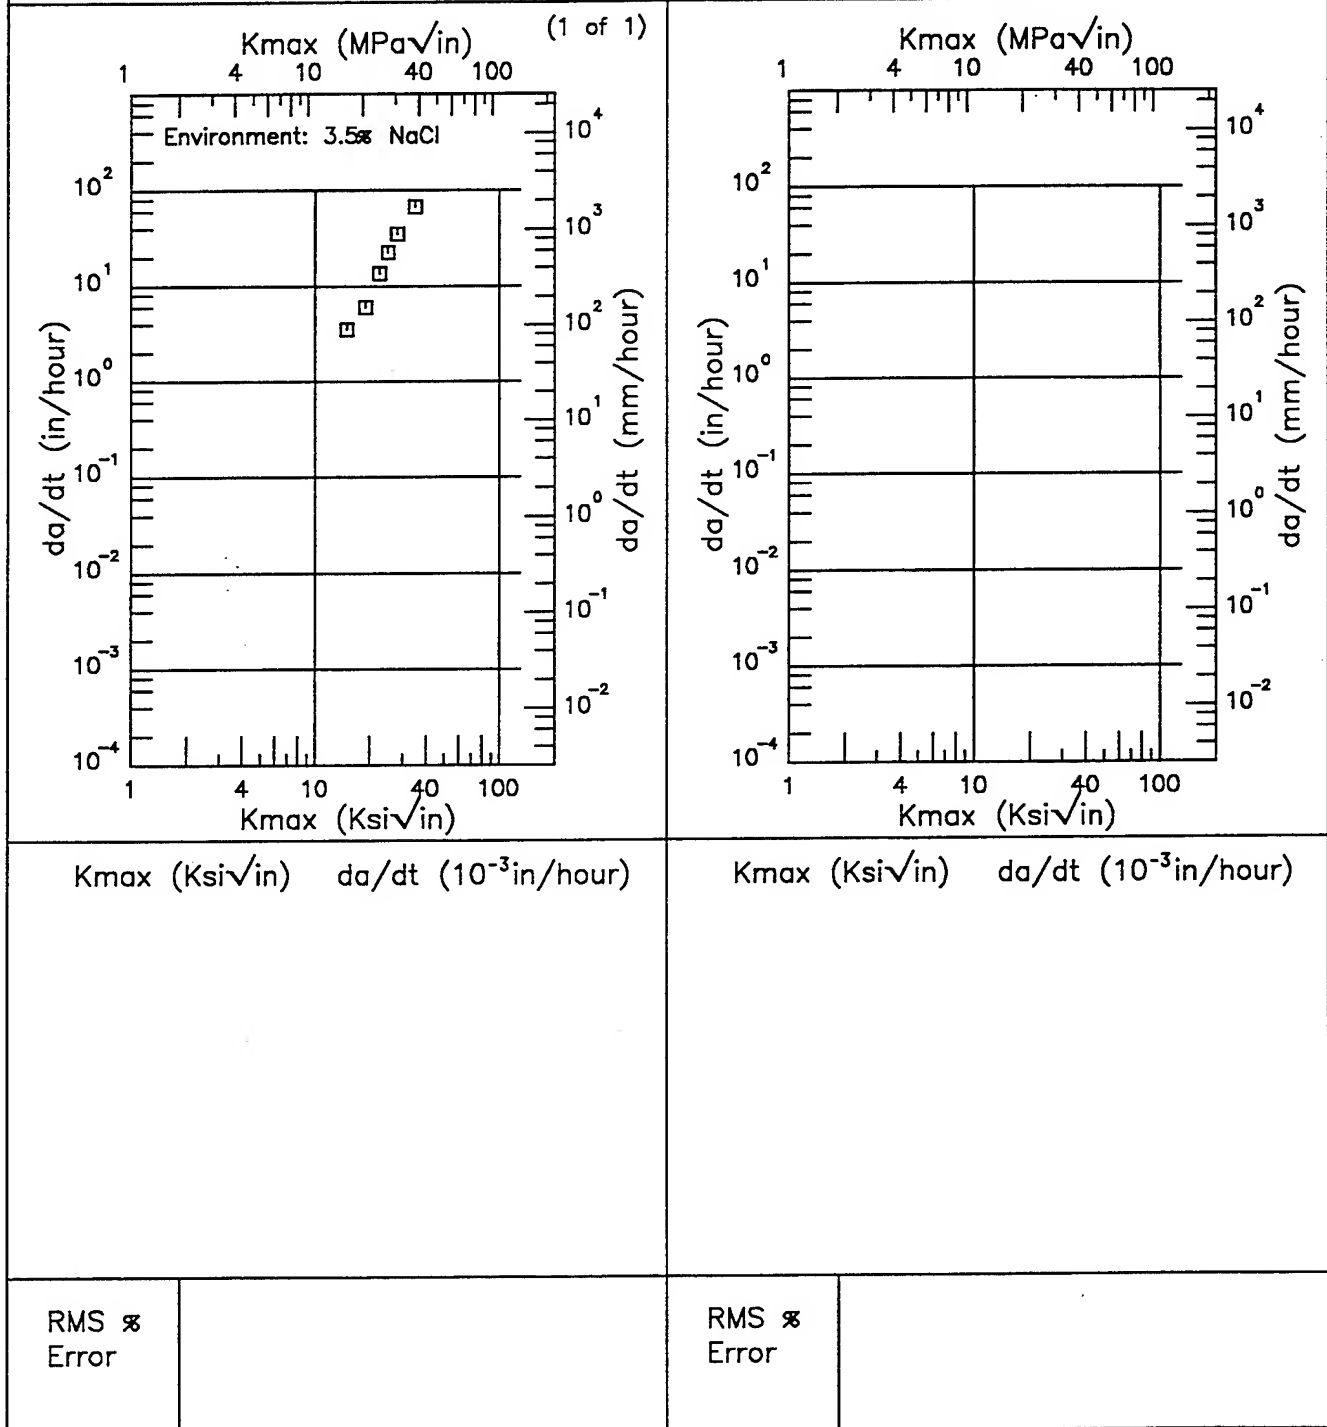 (1 of 1)
Kmax (MPa√in)
1 4 10 40 100
Environment: 3.5% NaCl
10² 10¹ 10⁰ 10⁻¹ 10⁻² 10⁻³ 10⁻⁴
da/dt (in/hour)
10⁴ 10³ 10² 10¹ 10⁰ 10⁻¹ 10⁻²
da/dt (mm/hour)
1 4 10 40 100
Kmax (Ksi√in)
Kmax (MPa√in)
1 4 10 40 100
10² 10¹ 10⁰ 10⁻¹ 10⁻² 10⁻³ 10⁻⁴
da/dt (in/hour)
10⁴ 10³ 10² 10¹ 10⁰ 10⁻¹ 10⁻²
da/dt (mm/hour)
1 4 10 40 100
Kmax (Ksi√in)
Kmax (Ksi√in) da/dt (10⁻³in/hour)
Kmax (Ksi√in) da/dt (10⁻³in/hour)
RMS %
Error
RMS %
Error